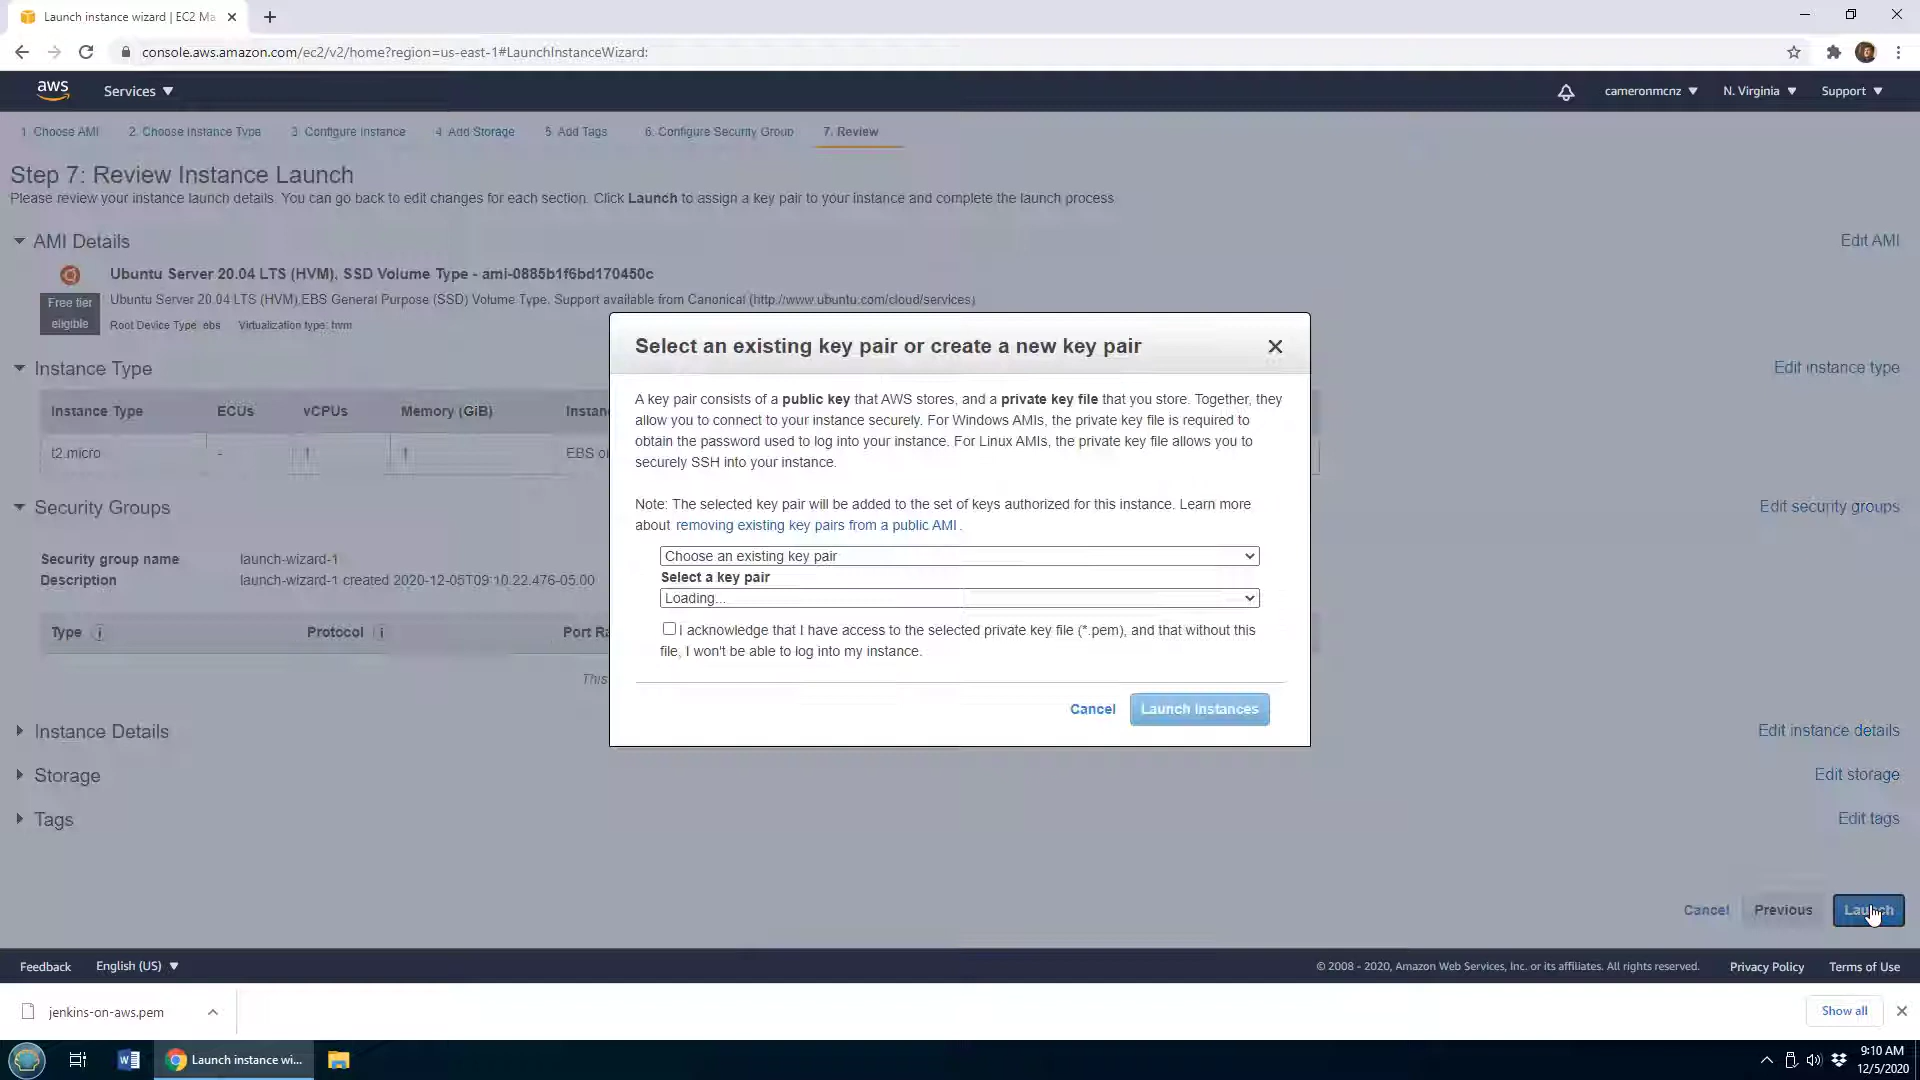 Launch instance wizard | EC2 Ma
console.aws.amazon.com/ec2/v2/home?region=us-east-1#LaunchInstanceWizard:
aws
Services
cameronmcnz
N. Virginia
Support
1. Choose AMI
2. Choose Instance Type
3. Configure Instance
4. Add Storage
5. Add Tags
6. Configure Security Group
7. Review
Step 7: Review Instance Launch
Please review your instance launch details. You can go back to edit changes for each section. Click Launch to assign a key pair to your instance and complete the launch process.
AMI Details
Edit AMI
Ubuntu Server 20.04 LTS (HVM), SSD Volume Type - ami-0885b1f6bd170450c
Free tier
eligible
Ubuntu Server 20.04 LTS (HVM),EBS General Purpose (SSD) Volume Type. Support available from Canonical (http://www.ubuntu.com/cloud/services).
Root Device Type: ebs Virtualization type: hvm
Instance Type
Edit instance type
Instance Type
ECUs
vCPUs
Memory (GiB)
Instan
t2.micro
-
1
1
EBS on
Security Groups
Edit security groups
Security group name launch-wizard-1
Description launch-wizard-1 created 2020-12-05T09:10:22.476-05:00
Type
Protocol
Port Ra
This
Instance Details
Edit instance details
Storage
Edit storage
Tags
Edit tags
Select an existing key pair or create a new key pair
A key pair consists of a public key that AWS stores, and a private key file that you store. Together, they
allow you to connect to your instance securely. For Windows AMIs, the private key file is required to
obtain the password used to log into your instance. For Linux AMIs, the private key file allows you to
securely SSH into your instance.
Note: The selected key pair will be added to the set of keys authorized for this instance. Learn more
about removing existing key pairs from a public AMI .
Choose an existing key pair
Select a key pair
Loading...
I acknowledge that I have access to the selected private key file (*.pem), and that without this
file, I won't be able to log into my instance.
Cancel
Launch Instances
Cancel
Previous
Launch
Feedback
English (US)
© 2008 - 2020, Amazon Web Services, Inc. or its affiliates. All rights reserved.
Privacy Policy
Terms of Use
jenkins-on-aws.pem
Show all
Launch instance wi...
9:10 AM
12/5/2020